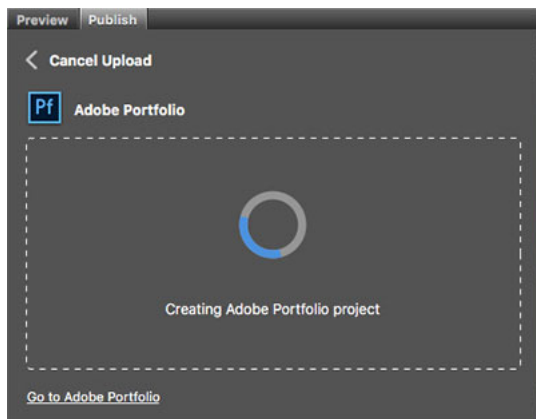 Preview Publish
Cancel Upload
Pf Adobe Portfolio
Creating Adobe Portfolio project
Go to Adobe Portfolio